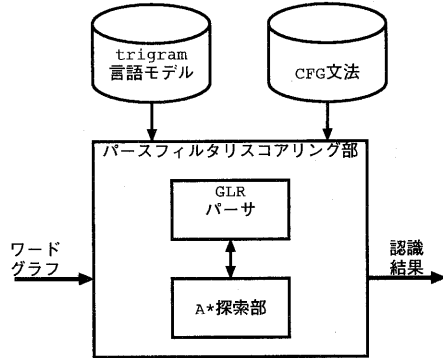 trigram
言語モデル
CFG文法
パースフィルタリスコアリング部
GLR
パーサ
ワード
グラフ
認識
結果
A*探索部